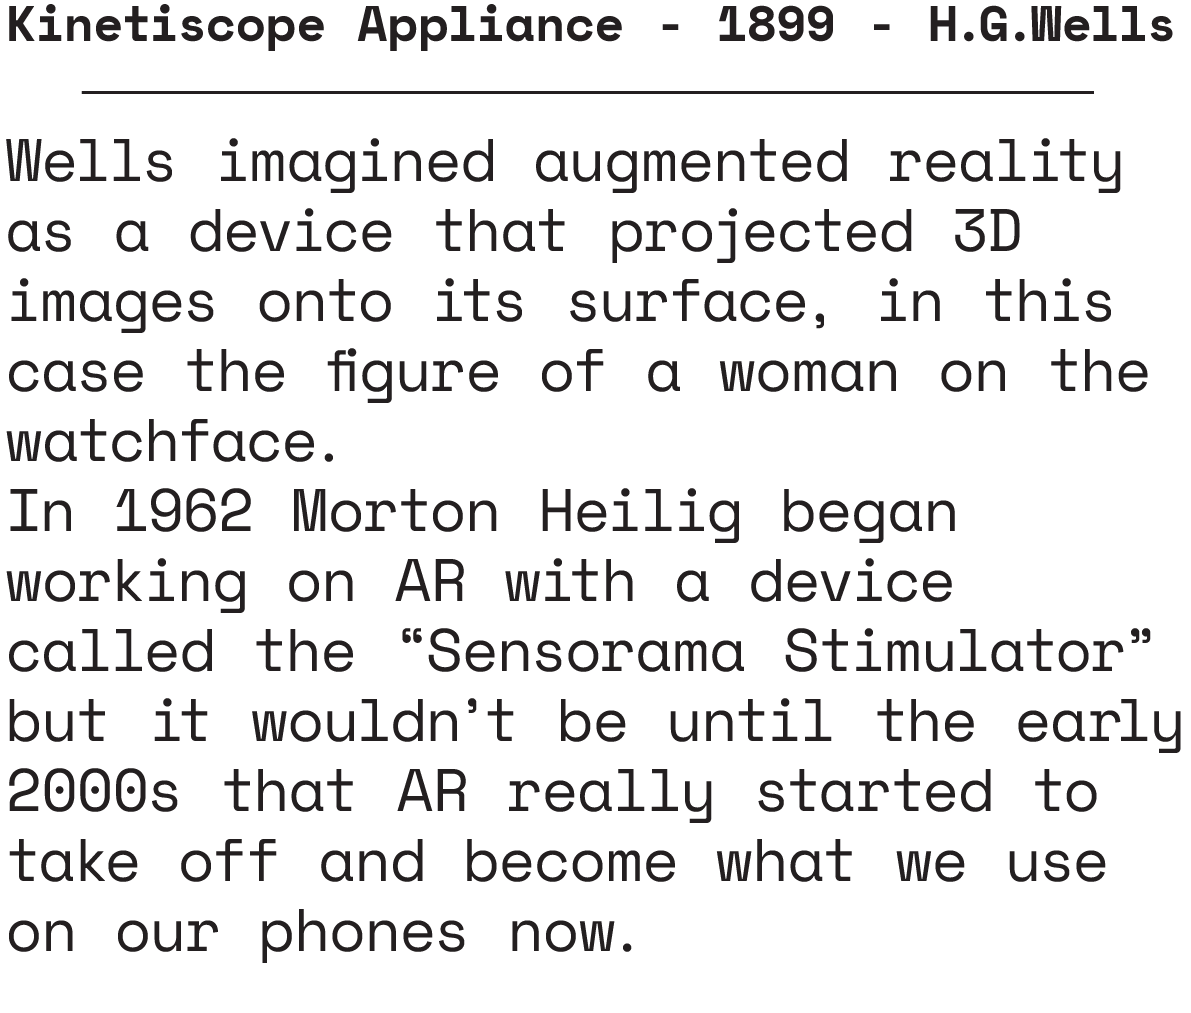 Kinetiscope Appliance - 1899 - H.G.Wells
Wells imagined augmented reality
as a device that projected 3D
images onto its surface, in this
case the figure of a woman on the
watchface.
In 1962 Morton Heilig began
working on AR with a device
called the “Sensorama Stimulator”
but it wouldn’t be until the early
2000s that AR really started to
take off and become what we use
on our phones now.